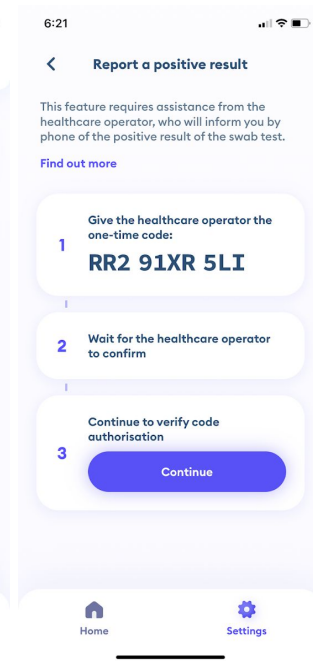 6:21
Report a positive result
This feature requires assistance from the
healthcare operator, who will inform you by
phone of the positive result of the swab test.
Find out more
Give the healthcare operator the
one-time code:
1
RR2 91XR 5LI
2
Wait for the healthcare operator
to confirm
Continue to verify code
authorisation
3
Continue
Home
Settings